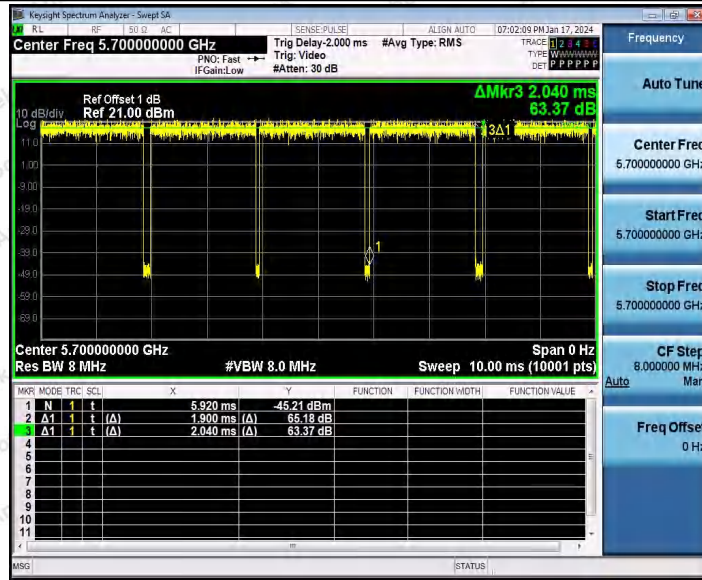 Keysight Spectrum Analyzer - Swept SA
RL RF 50 Ω AC SENSE:PULSE ALIGN AUTO 07:02:09 PM Jan 17, 2024
Center Freq 5.700000000 GHz
PNO: Fast
IFGain:Low
Trig Delay-2.000 ms
Trig: Video
#Atten: 30 dB
#Avg Type: RMS
TRACE 1 2 3 4 5 6
TYPE WWWWWW
DET P P P P P P
Frequency
Auto Tune
Center Freq
5.700000000 GHz
Start Freq
5.700000000 GHz
Stop Freq
5.700000000 GHz
CF Step
8.000000 MHz
Auto Man
Freq Offset
0 Hz
ΔMkr3 2.040 ms
63.37 dB
Ref Offset 1 dB
10 dB/div Ref 21.00 dBm
Log
11.0
1.00
-9.00
-19.0
-29.0
-39.0
-49.0
-59.0
-69.0
3Δ1
1
Center 5.700000000 GHz Span 0 Hz
Res BW 8 MHz #VBW 8.0 MHz Sweep 10.00 ms (10001 pts)
MKR MODE TRC SCL X Y FUNCTION FUNCTION WIDTH FUNCTION VALUE
1 N 1 t 5.920 ms -45.21 dBm
2 Δ1 1 t (Δ) 1.900 ms (Δ) 65.18 dB
3 Δ1 1 t (Δ) 2.040 ms (Δ) 63.37 dB
4
5
6
7
8
9
10
11
MSG STATUS